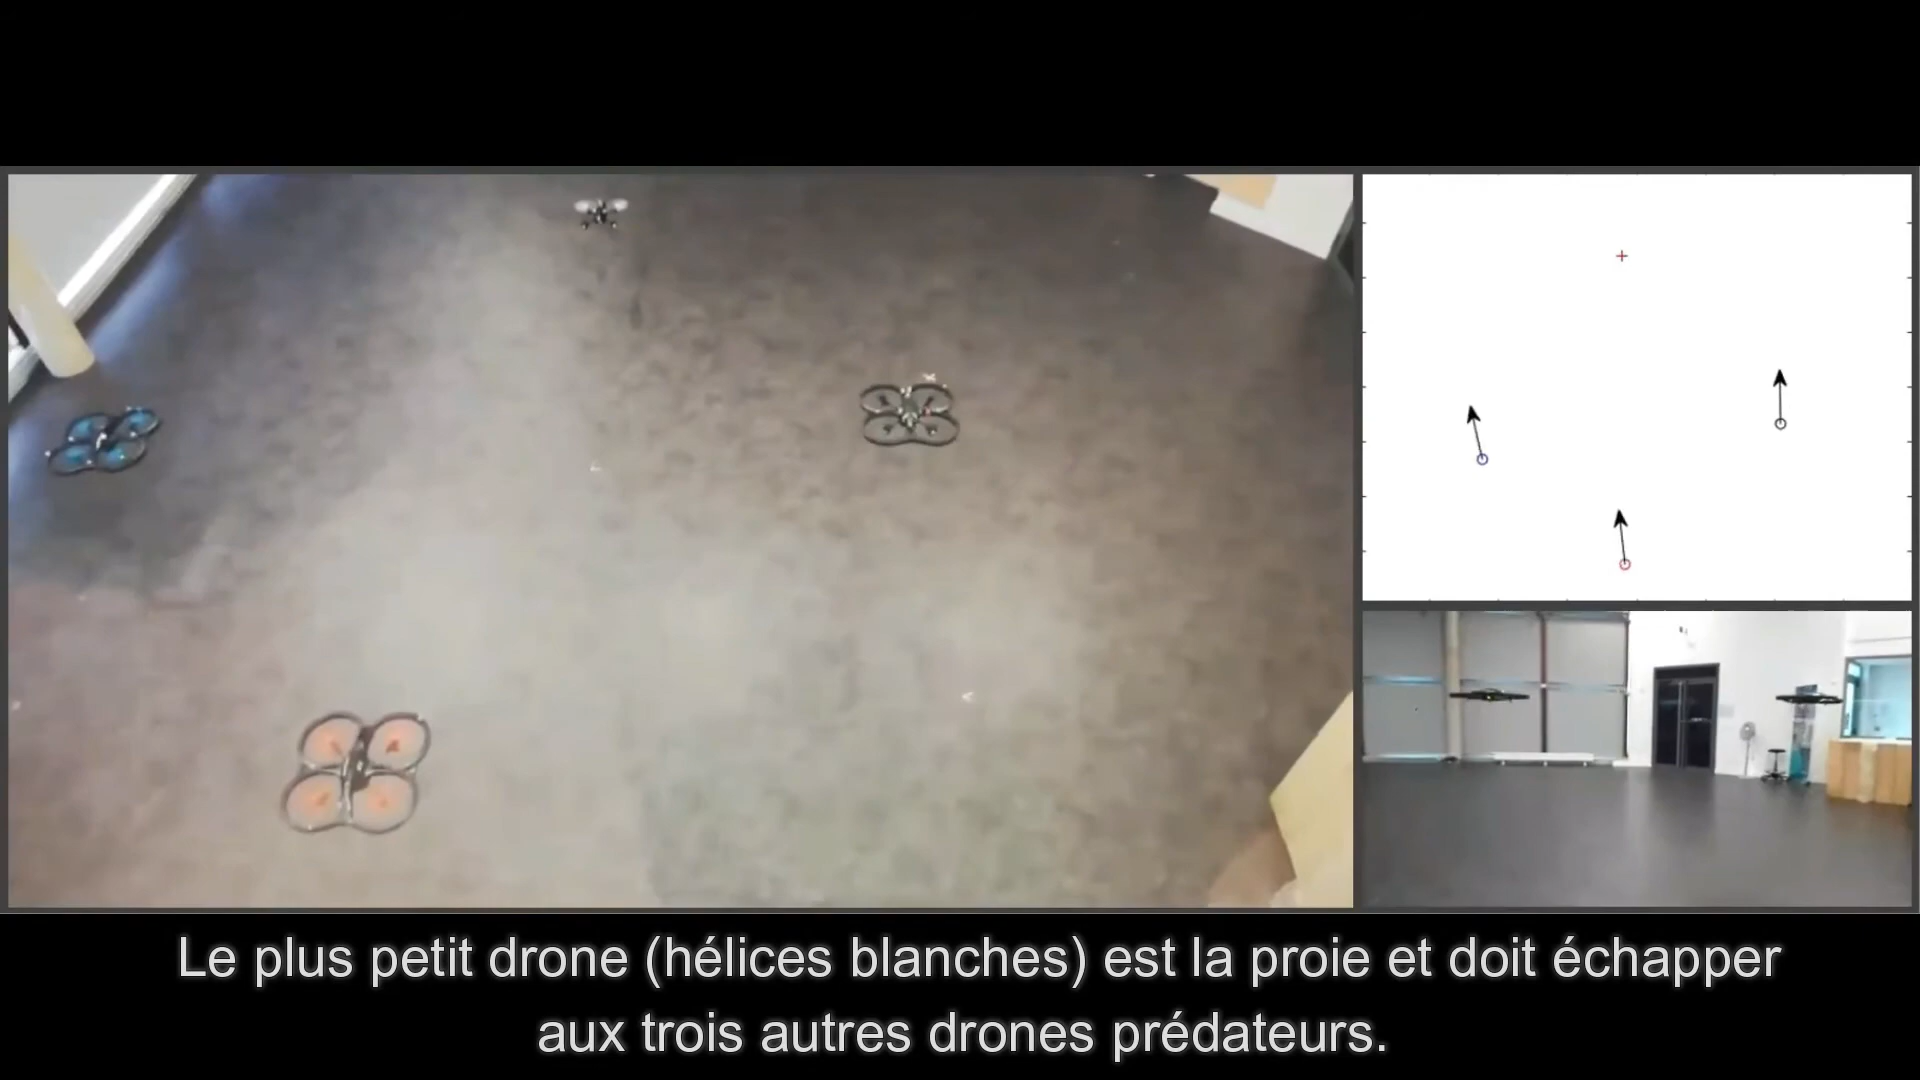 Le plus petit drone (hélices blanches) est la proie et doit échapper
aux trois autres drones prédateurs.